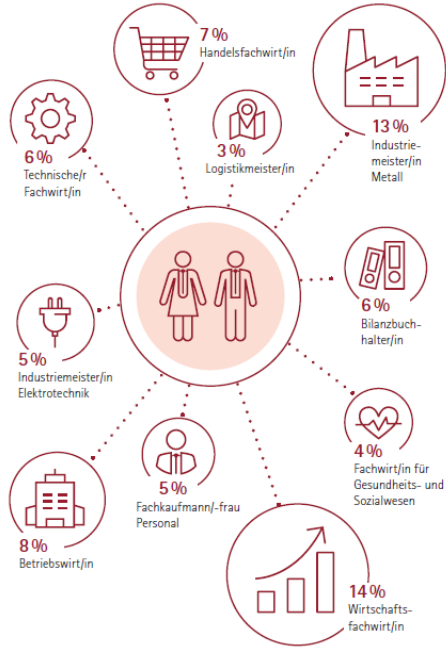 7 %
Handelsfachwirt/in
13 %
Industrie-
meister/in
Metall
6 %
Technische/r
Fachwirt/in
3 %
Logistikmeister/in
6 %
Bilanzbuch-
halter/in
5 %
Industriemeister/in
Elektrotechnik
4 %
Fachwirt/in für
Gesundheits- und
Sozialwesen
5 %
Fachkaufmann/-frau
Personal
8 %
Betriebswirt/in
14 %
Wirtschafts-
fachwirt/in